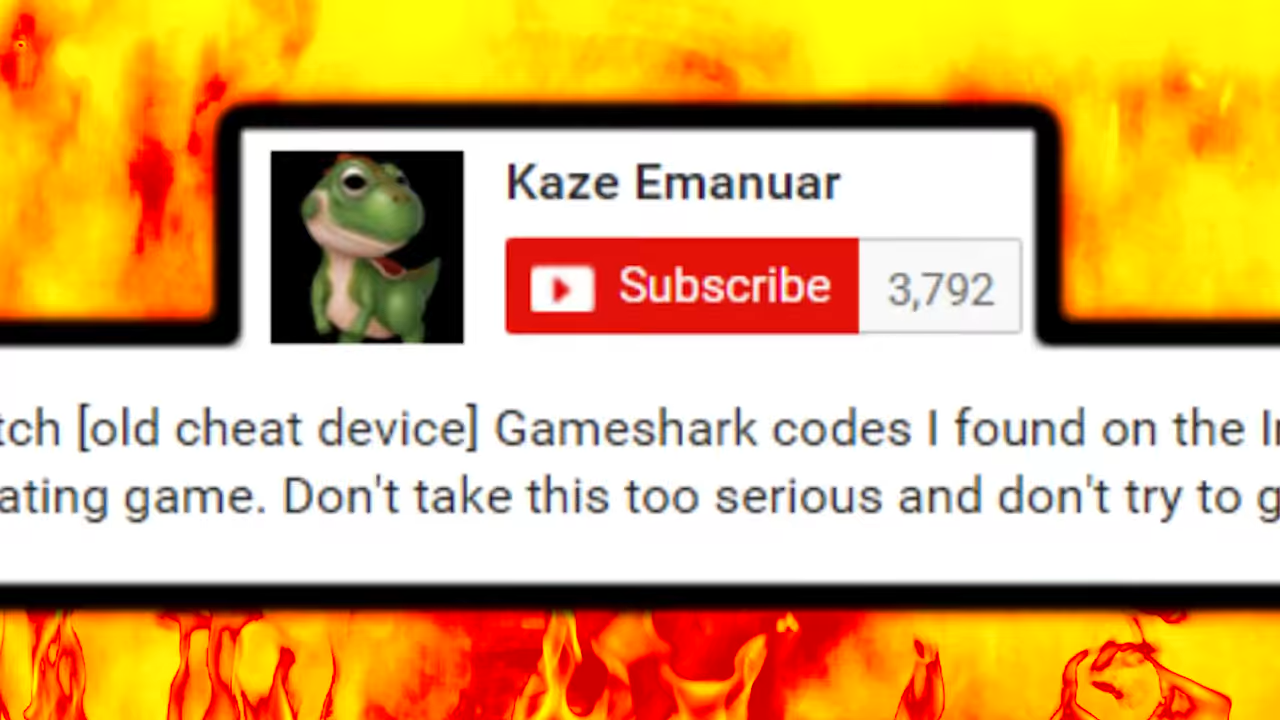 Kaze Emanuar
Subscribe 3,792
tch [old cheat device] Gameshark codes I found on the I
ating game. Don't take this too serious and don't try to g